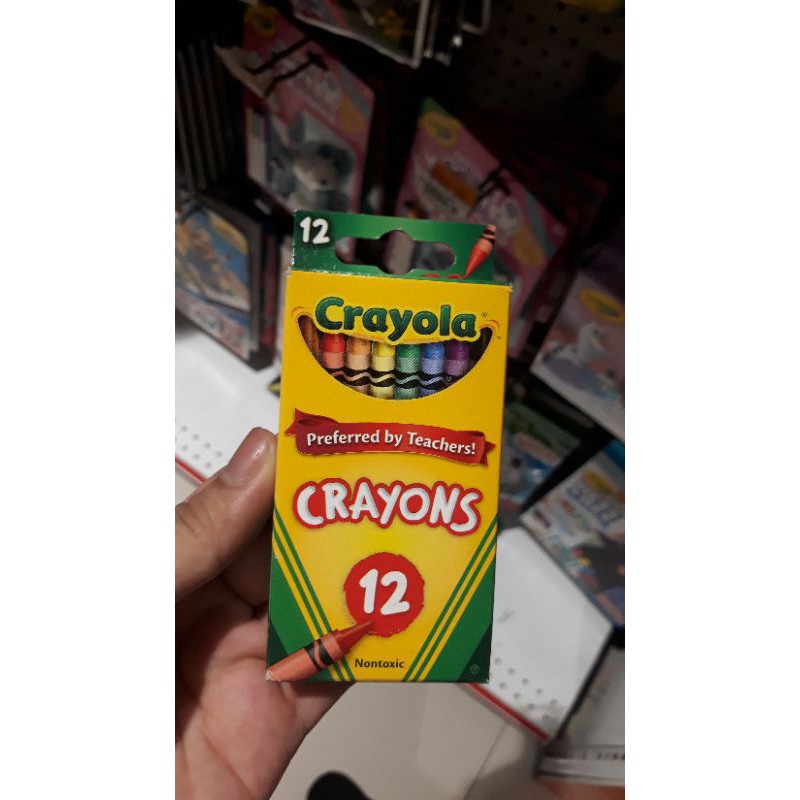 12
Crayola
Preferred by Teachers!
CRAYONS
12
Nontoxic